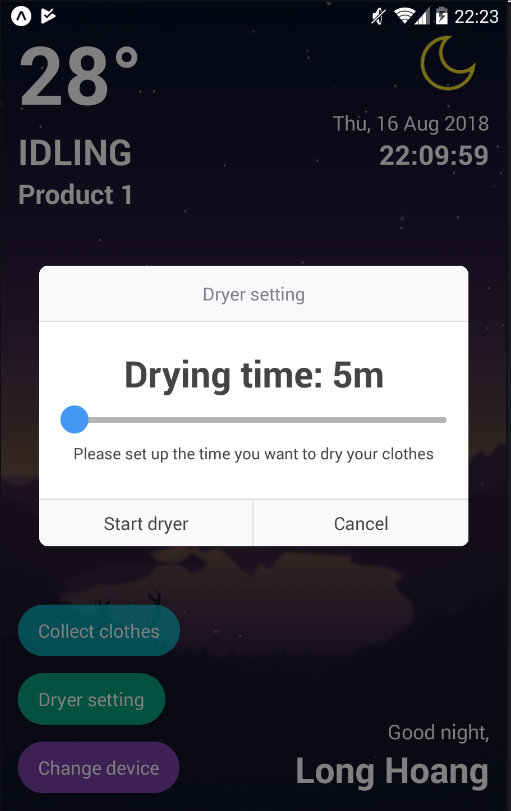 22:23
28°
Thu, 16 Aug 2018
IDLING
22:09:59
Product 1
Dryer setting
Drying time: 5m
Please set up the time you want to dry your clothes
Start dryer
Cancel
Collect clothes
Dryer setting
Change device
Good night,
Long Hoang